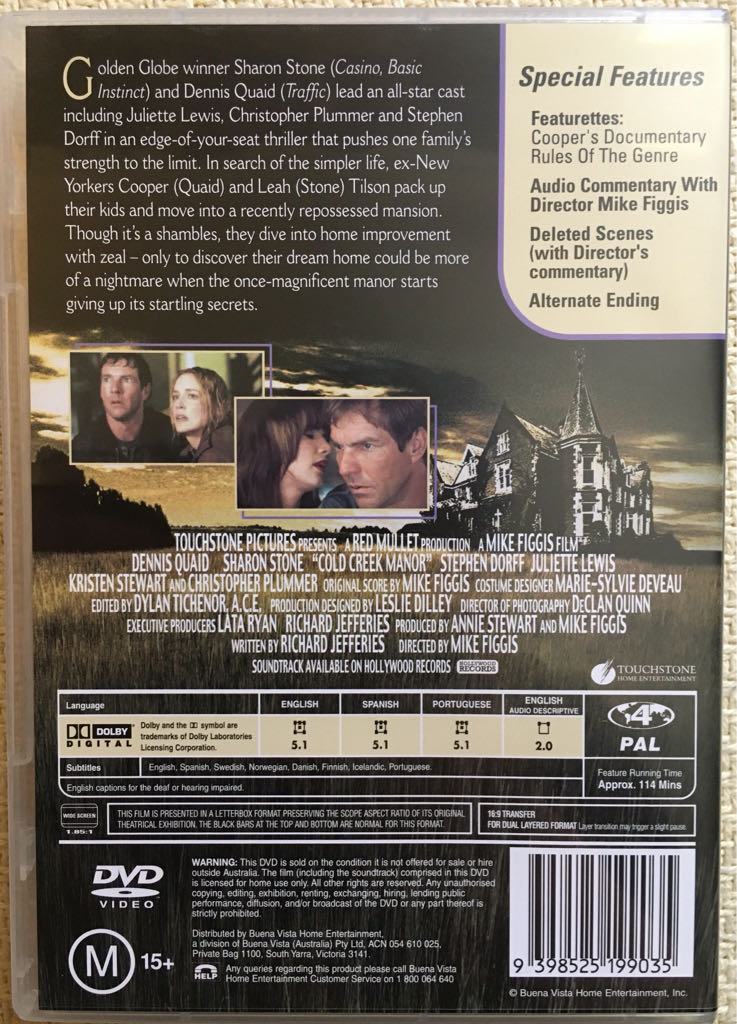 Golden Globe winner Sharon Stone (Casino, Basic
Instinct) and Dennis Quaid (Traffic) lead an all-star cast
including Juliette Lewis, Christopher Plummer and Stephen
Dorff in an edge-of-your-seat thriller that pushes one family's
strength to the limit. In search of the simpler life, ex-New
Yorkers Cooper (Quaid) and Leah (Stone) Tilson pack up
their kids and move into a recently repossessed mansion.
Though it's a shambles, they dive into home improvement
with zeal – only to discover their dream home could be more
of a nightmare when the once-magnificent manor starts
giving up its startling secrets.
Special Features
Featurettes:
Cooper's Documentary
Rules Of The Genre
Audio Commentary With
Director Mike Figgis
Deleted Scenes
(with Director's
commentary)
Alternate Ending
TOUCHSTONE PICTURES PRESENTS A RED MULLET PRODUCTION A MIKE FIGGIS FILM
DENNIS QUAID SHARON STONE "COLD CREEK MANOR" STEPHEN DORFF JULIETTE LEWIS
KRISTEN STEWART AND CHRISTOPHER PLUMMER ORIGINAL SCORE BY MIKE FIGGIS COSTUME DESIGNER MARIE-SYLVIE DEVEAU
EDITED BY DYLAN TICHENOR, A.C.E. PRODUCTION DESIGNED BY LESLIE DILLEY DIRECTOR OF PHOTOGRAPHY DECLAN QUINN
EXECUTIVE PRODUCERS LATA RYAN RICHARD JEFFERIES PRODUCED BY ANNIE STEWART AND MIKE FIGGIS
WRITTEN BY RICHARD JEFFERIES DIRECTED BY MIKE FIGGIS
SOUNDTRACK AVAILABLE ON HOLLYWOOD RECORDS HOLLYWOOD RECORDS
TOUCHSTONE
HOME ENTERTAINMENT
Language ENGLISH SPANISH PORTUGUESE ENGLISH AUDIO DESCRIPTIVE
DOLBY DIGITAL
Dolby and the DD symbol are
trademarks of Dolby Laboratories
Licensing Corporation.
5.1 5.1 5.1 2.0
Subtitles English, Spanish, Swedish, Norwegian, Danish, Finnish, Icelandic, Portuguese.
English captions for the deaf or hearing impaired.
4
PAL
Feature Running Time
Approx. 114 Mins
WIDE SCREEN
1.85:1
THIS FILM IS PRESENTED IN A LETTERBOX FORMAT PRESERVING THE SCOPE ASPECT RATIO OF ITS ORIGINAL
THEATRICAL EXHIBITION. THE BLACK BARS AT THE TOP AND BOTTOM ARE NORMAL FOR THIS FORMAT.
16:9 TRANSFER
FOR DUAL LAYERED FORMAT Layer transition may trigger a slight pause.
DVD
VIDEO
M 15+
WARNING: This DVD is sold on the condition it is not offered for sale or hire
outside Australia. The film (including the soundtrack) comprised in this DVD
is licensed for home use only. All other rights are reserved. Any unauthorised
copying, editing, exhibition, renting, exchanging, hiring, lending public
performance, diffusion, and/or broadcast of the DVD or any part thereof is
strictly prohibited.
Distributed by Buena Vista Home Entertainment,
a division of Buena Vista (Australia) Pty Ltd, ACN 054 610 025,
Private Bag 1100, South Yarra, Victoria 3141.
HELP
Any queries regarding this product please call Buena Vista
Home Entertainment Customer Service on 1 800 064 640
9 398525 199035
© Buena Vista Home Entertainment, Inc.